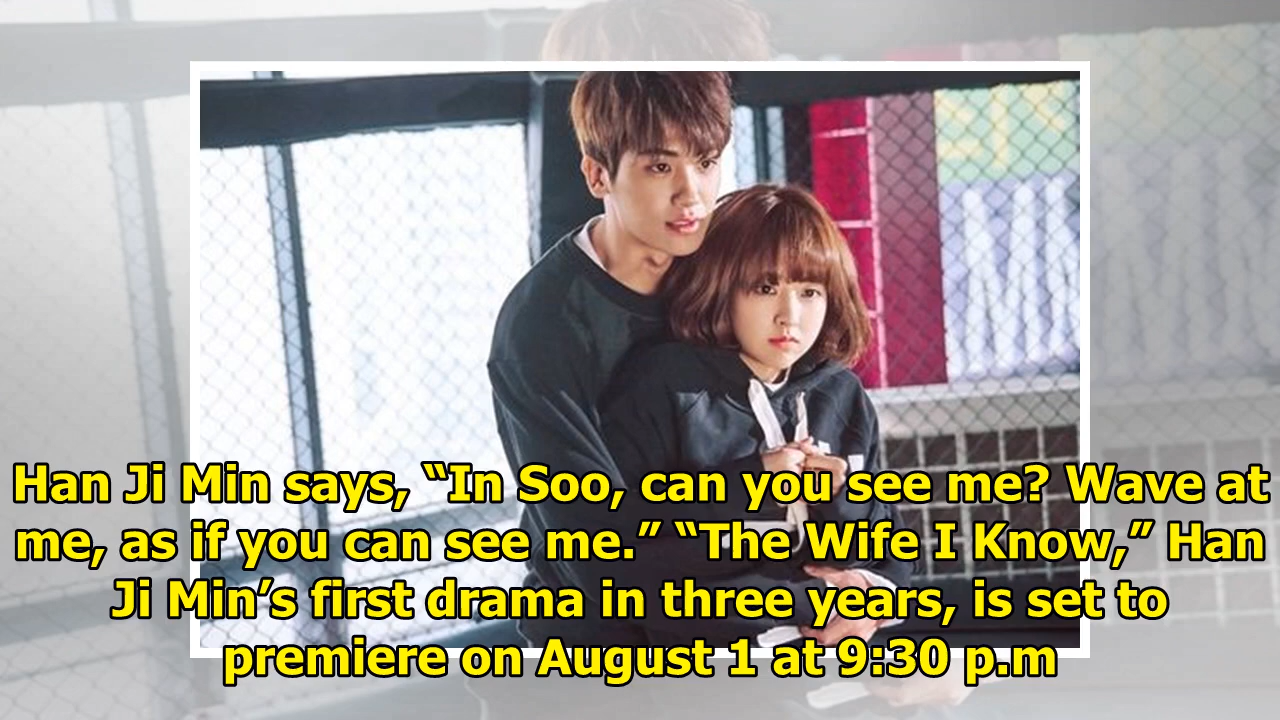 Han Ji Min says, “In Soo, can you see me? Wave at
me, as if you can see me.” “The Wife I Know,” Han
Ji Min’s first drama in three years, is set to
premiere on August 1 at 9:30 p.m